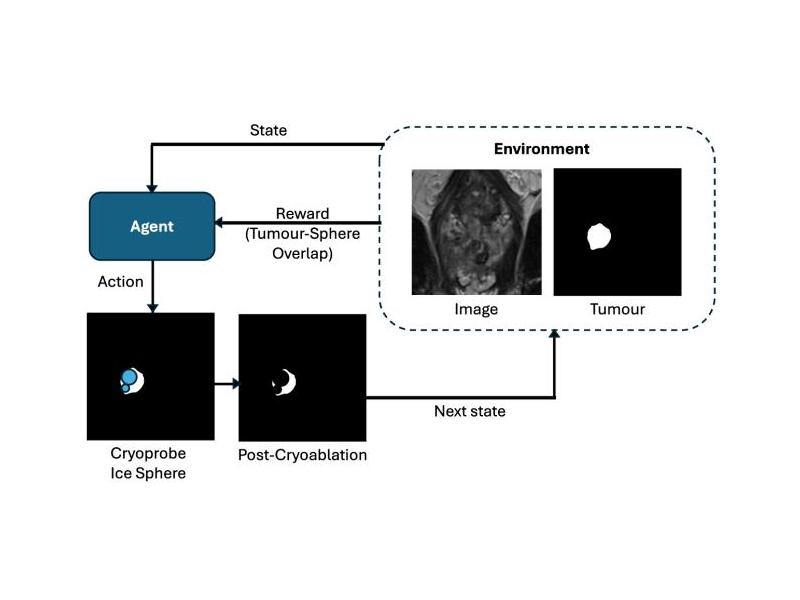 State
Environment
Agent
Reward
(Tumour-Sphere
Overlap)
Action
Image
Tumour
Next state
Cryoprobe
Ice Sphere
Post-Cryoablation